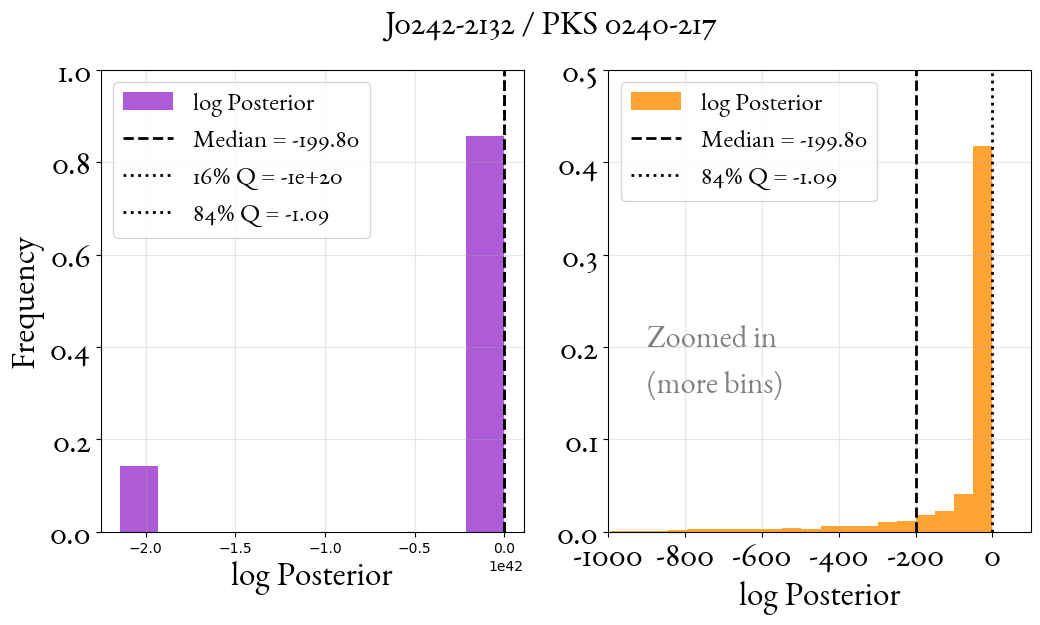 J0242-2132 / PKS 0240-217
Frequency
1.0
0.8
0.6
0.4
0.2
0.0
log Posterior
Median = -199.80
16% Q = -1e+20
84% Q = -1.09
-2.0 -1.5 -1.0 -0.5 0.0
1e42
log Posterior
0.5
0.4
0.3
0.2
0.1
0.0
log Posterior
Median = -199.80
84% Q = -1.09
Zoomed in
(more bins)
-1000 -800 -600 -400 -200 0
log Posterior